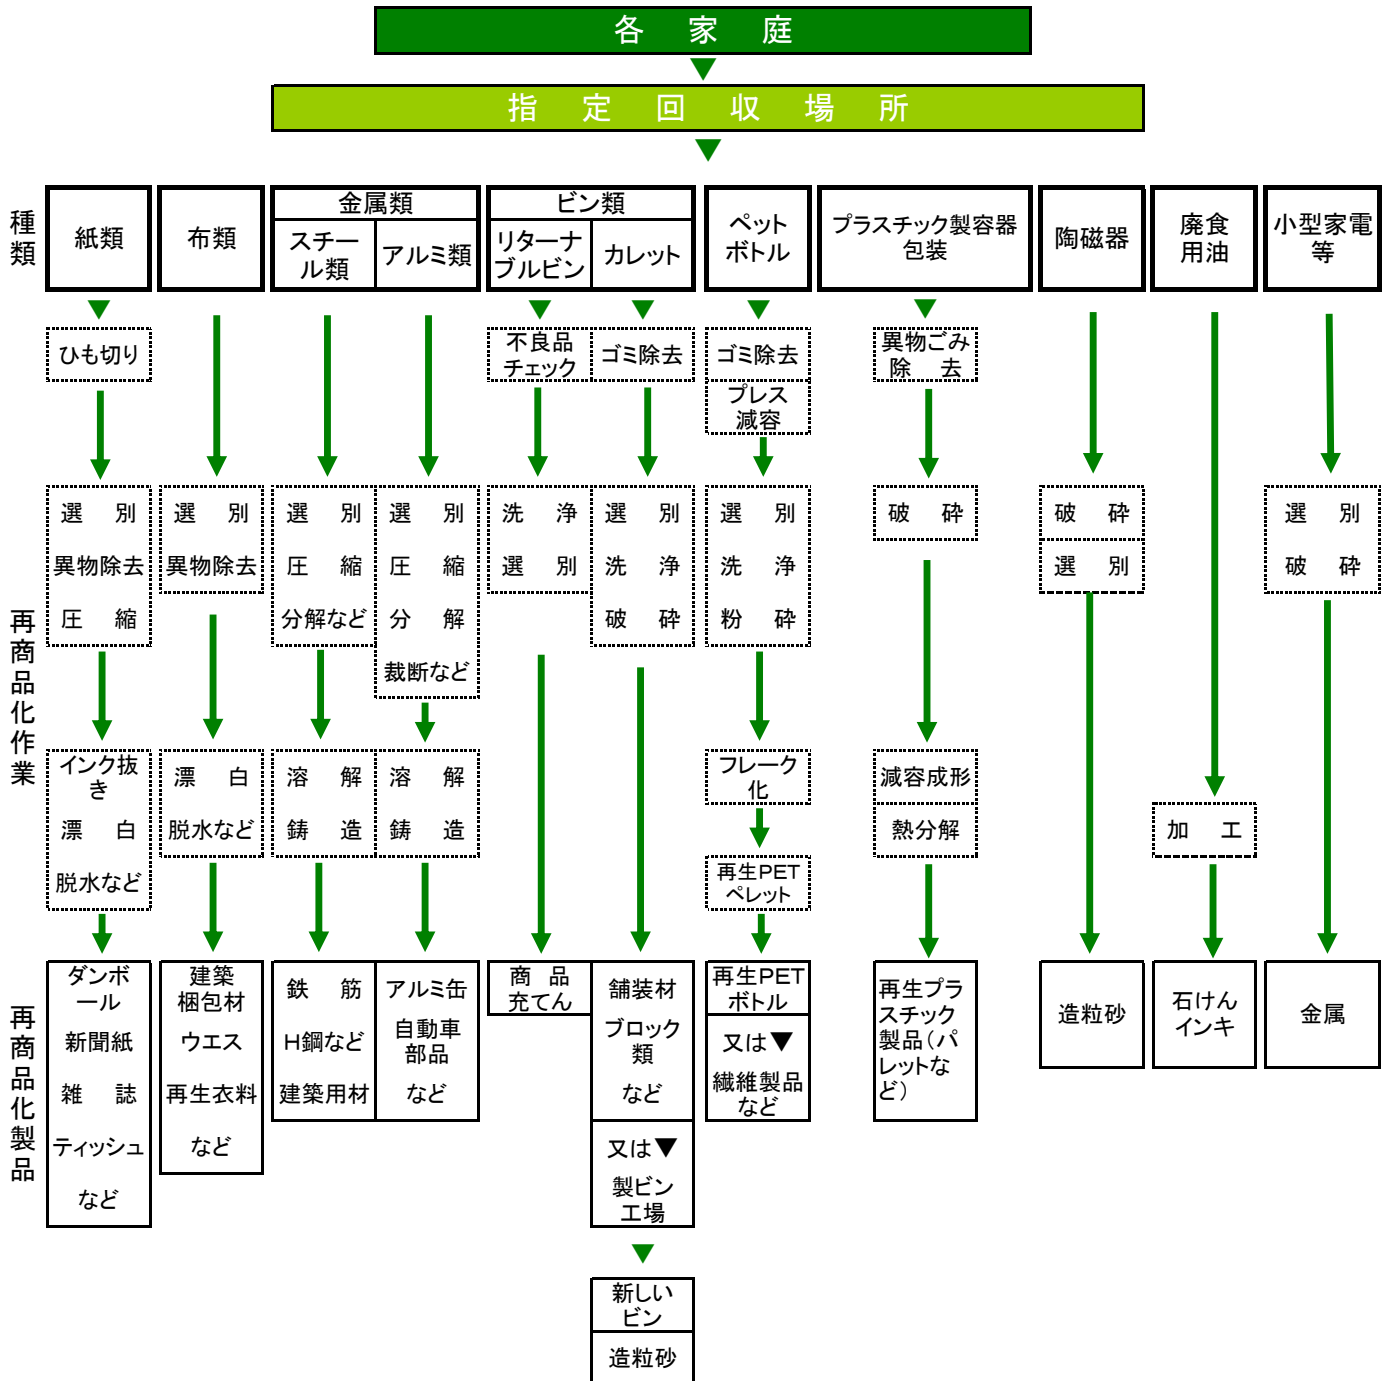 各家庭
指定回収場所
種類
紙類
布類
金属類
スチー
ル類
アルミ類
ビン類
リターナ
ブルビン
カレット
ペット
ボトル
プラスチック製容器
包装
陶磁器
廃食
用油
小型家電
等
再商品化作業
ひも切り
不良品
チェック
ゴミ除去
ゴミ除去
プレス
減容
異物ごみ
除　去
選　別
異物除去
圧　縮
選　別
異物除去
選　別
圧　縮
分解など
選　別
圧　縮
分　解
裁断など
洗　浄
選　別
選　別
洗　浄
破　砕
選　別
洗　浄
粉　砕
破　砕
破　砕
選　別
選　別
破　砕
インク抜
き
漂　白
脱水など
漂　白
脱水など
溶　解
鋳　造
溶　解
鋳　造
フレーク
化
再生PET
ペレット
減容成形
熱分解
加　工
再商品化製品
ダンボ
ール
新聞紙
雑　誌
ティッシュ
など
建築
梱包材
ウエス
再生衣料
など
鉄　筋
H鋼など
建築用材
アルミ缶
自動車
部品
など
商　品
充てん
舗装材
ブロック
類
など
又は▼
製ビン
工場
新しい
ビン
造粒砂
再生PET
ボトル
又は▼
繊維製品
など
再生プラ
スチック
製品（パ
レットな
ど）
造粒砂
石けん
インキ
金属